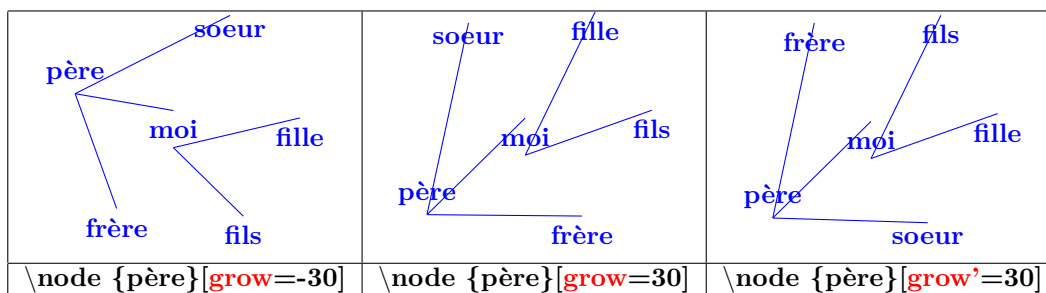 soeur
père
moi
fille
frère
fils
\node {père}[grow=-30]
fille
soeur
moi
fils
père
frère
\node {père}[grow=30]
fils
frère
moi
fille
père
soeur
\node {père}[grow’=30]